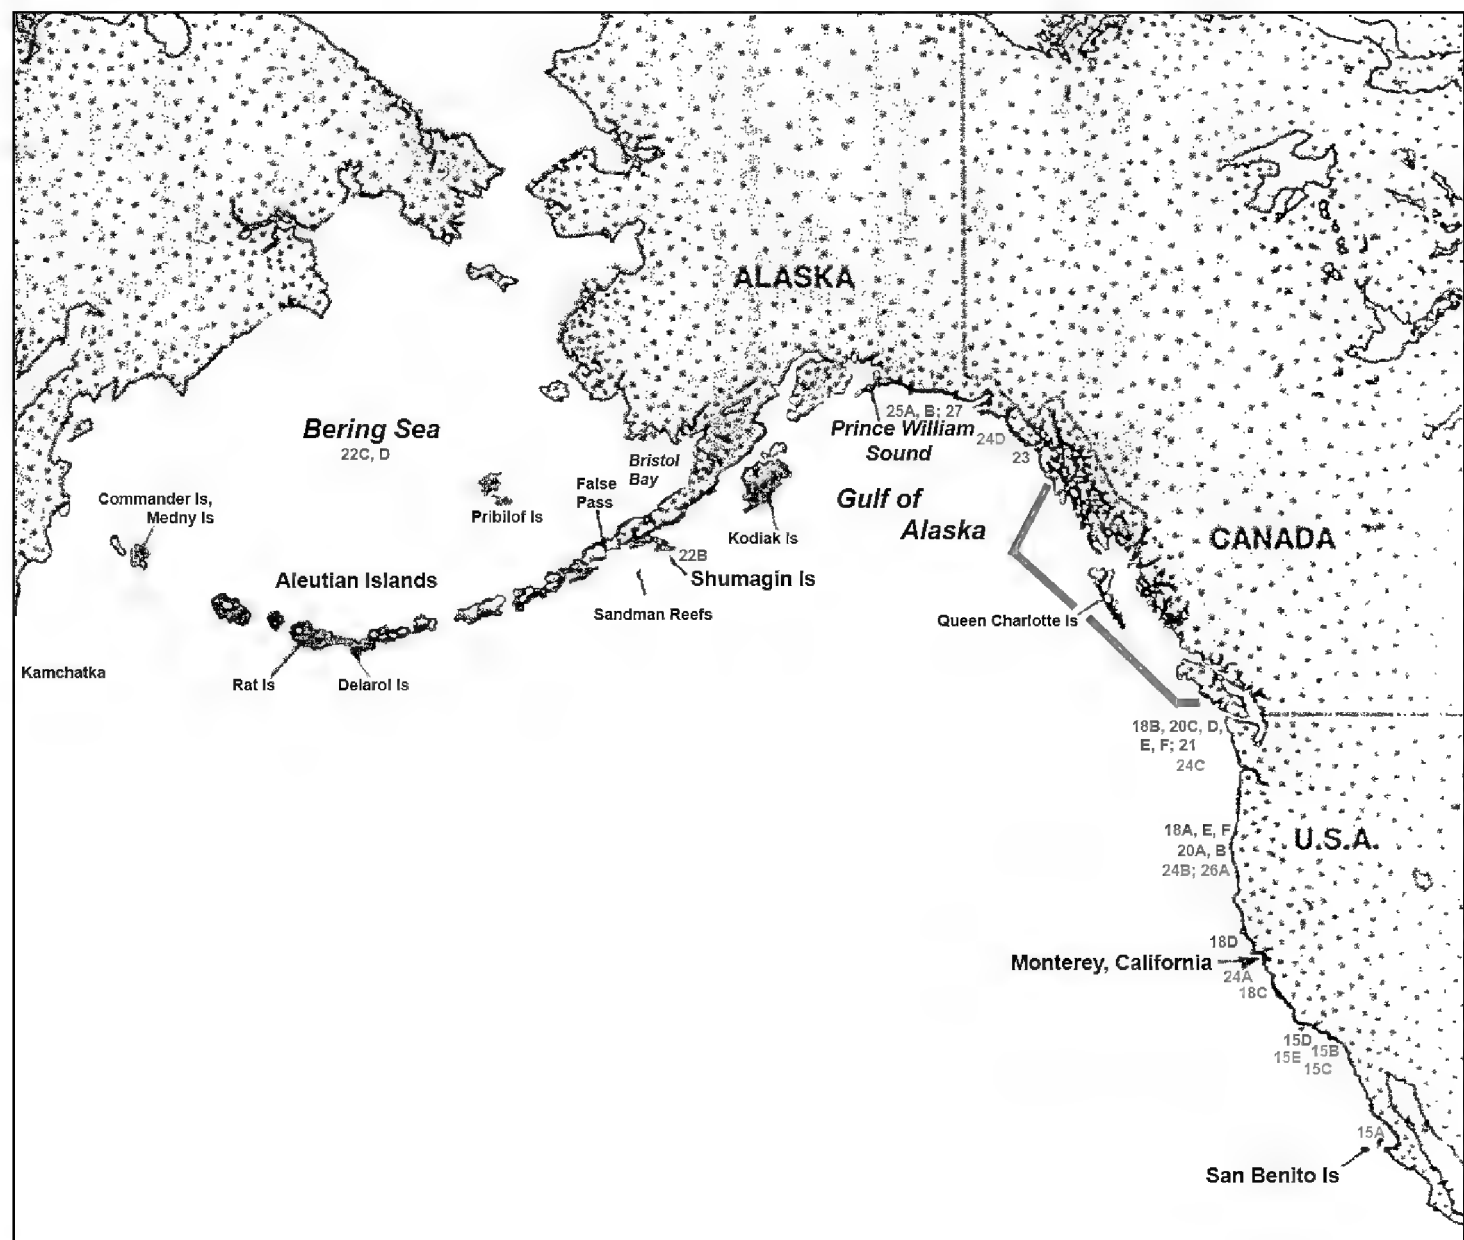 ALASKA
25A, B; 27
Prince William
Sound
24D
23
Bering Sea
22C, D
Bristol
Bay
False
Pass
Commander Is,
Medny Is
Pribilof Is
Gulf of
Alaska
Kodiak Is
CANADA
22B
Shumagin Is
Aleutian Islands
Sandman Reefs
Queen Charlotte Is
Kamchatka
Rat Is
Delarol Is
18B, 20C, D,
E, F; 21
24C
18A, E, F
20A, B
24B; 26A
U.S.A.
18D
Monterey, California
24A
18C
15D
15B
15E
15C
15A
San Benito Is